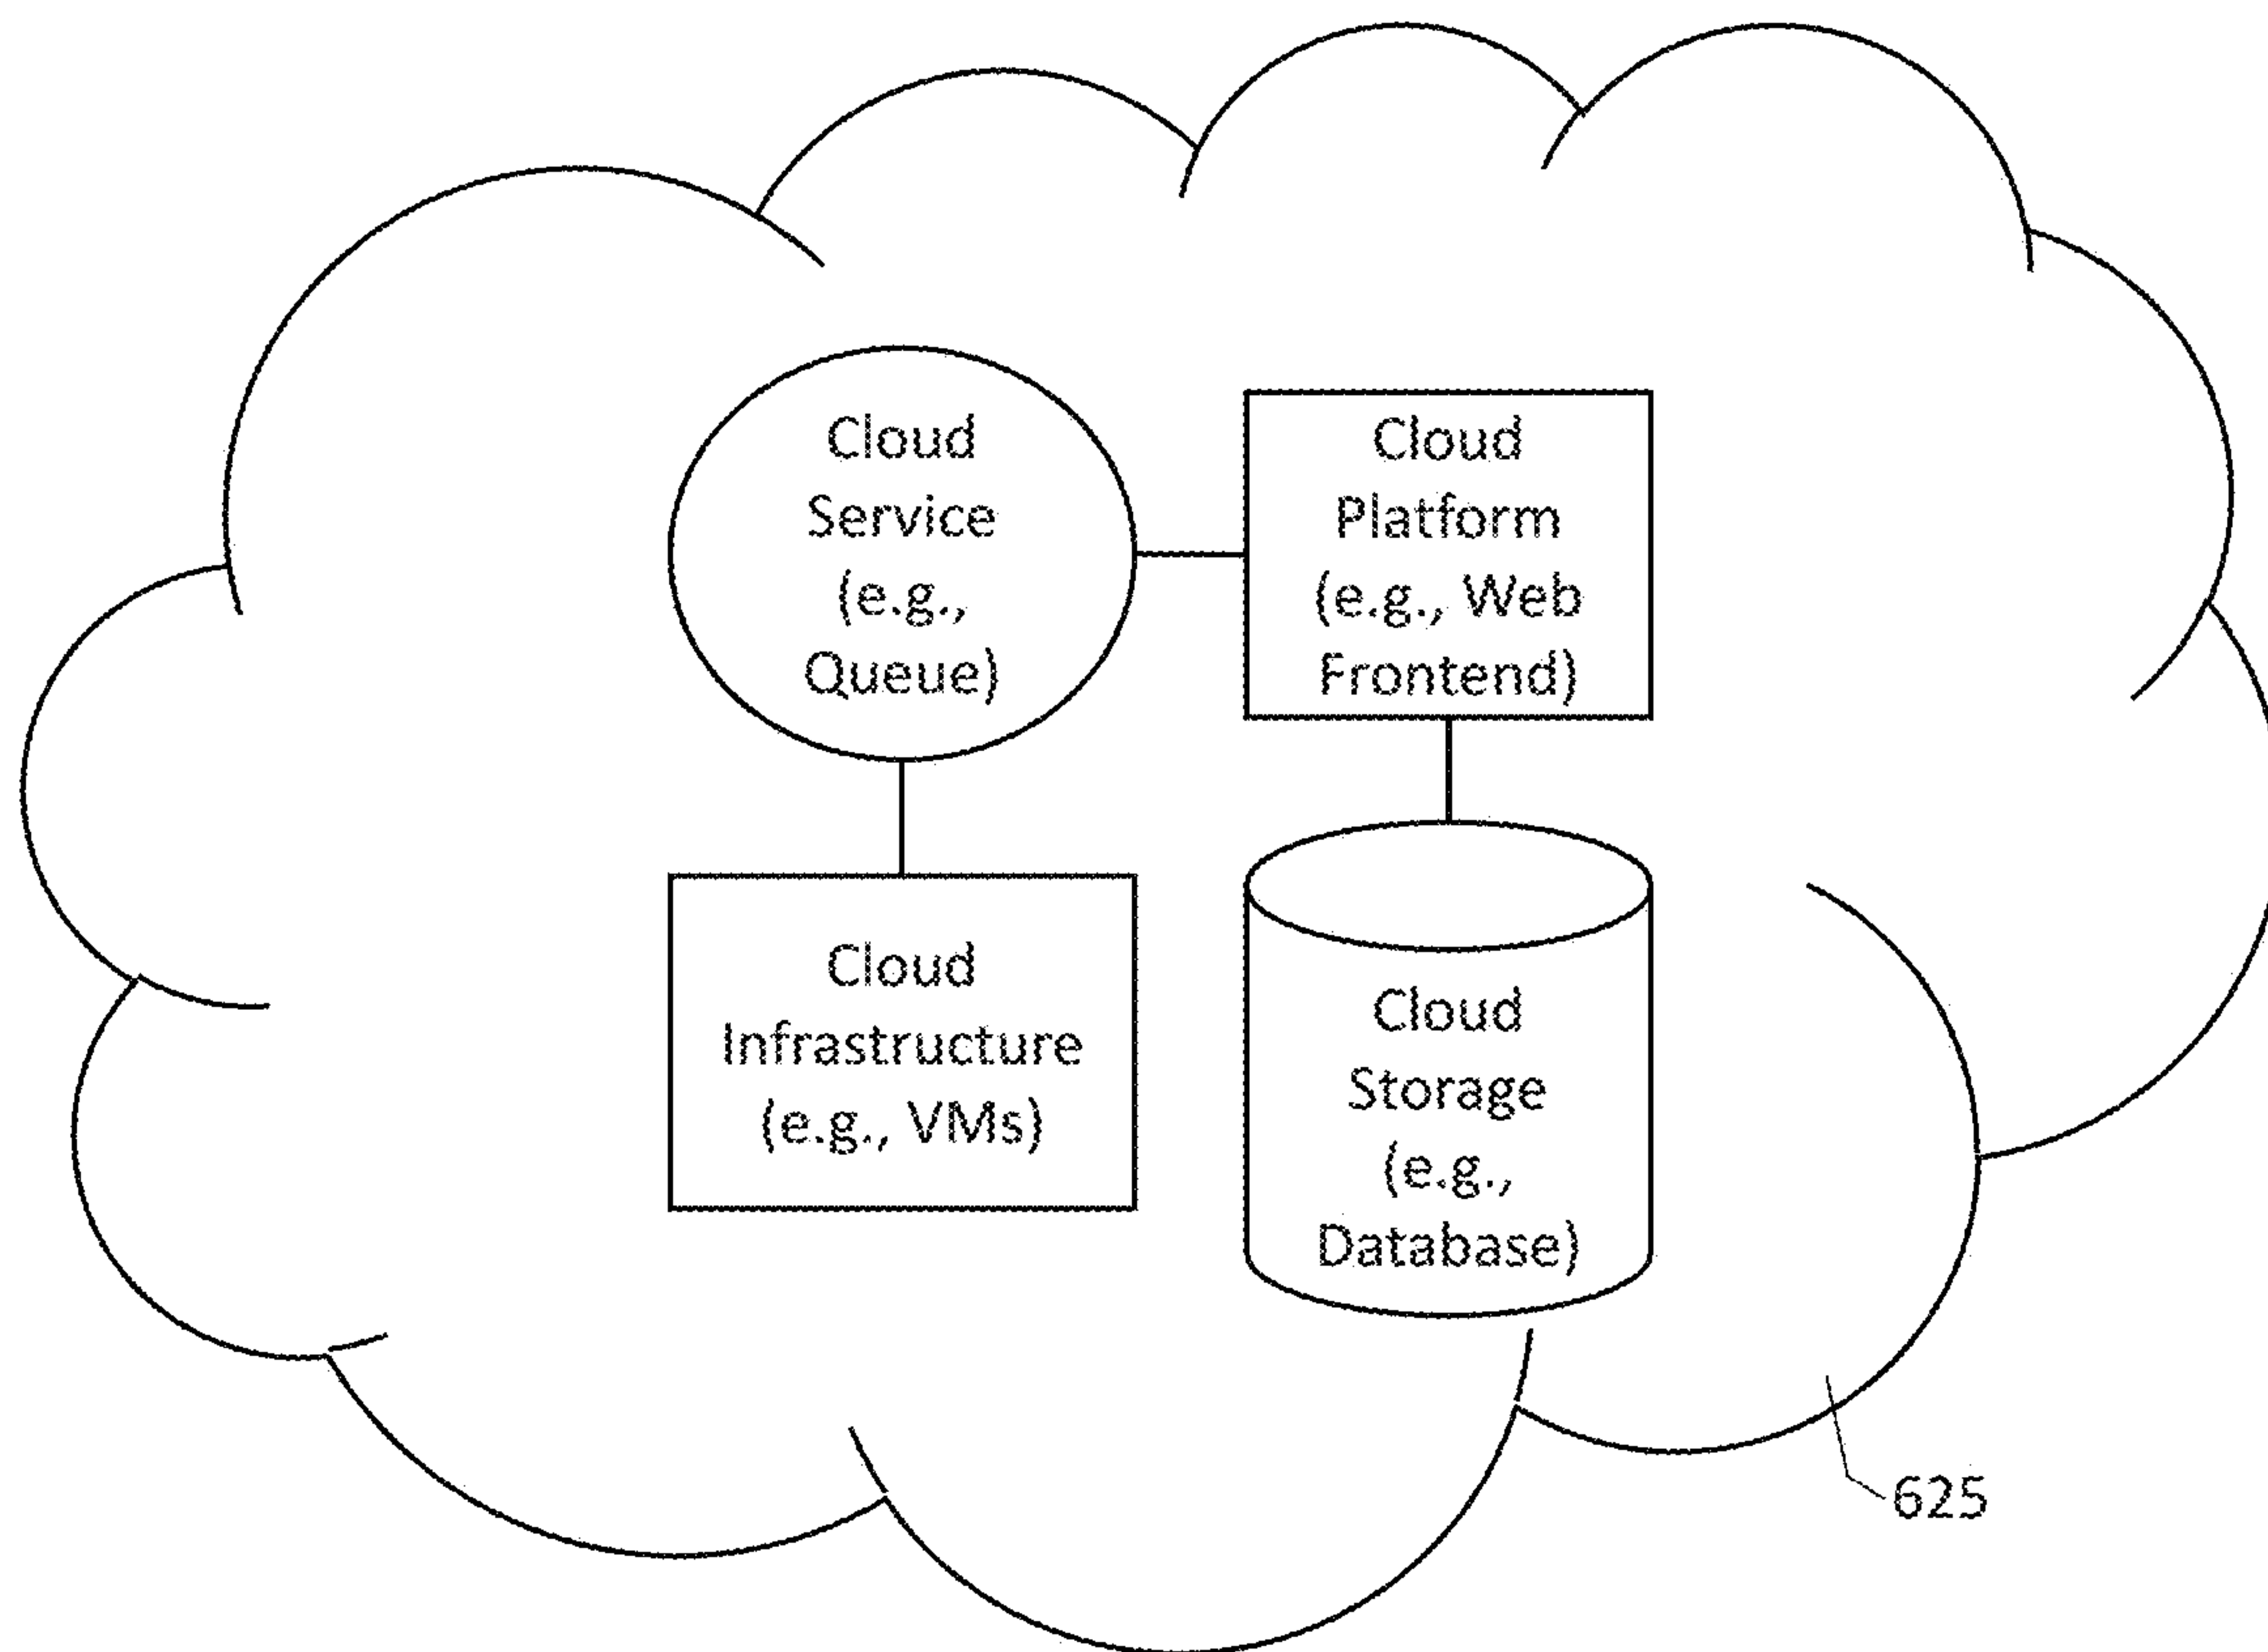 Cloud
Service
(e.g.,
Queue)
Cloud
Platform
(e.g., Web
Frontend)
Cloud
Infrastructure
(e.g., VMs)
Cloud
Storage
(e.g.,
Database)
625